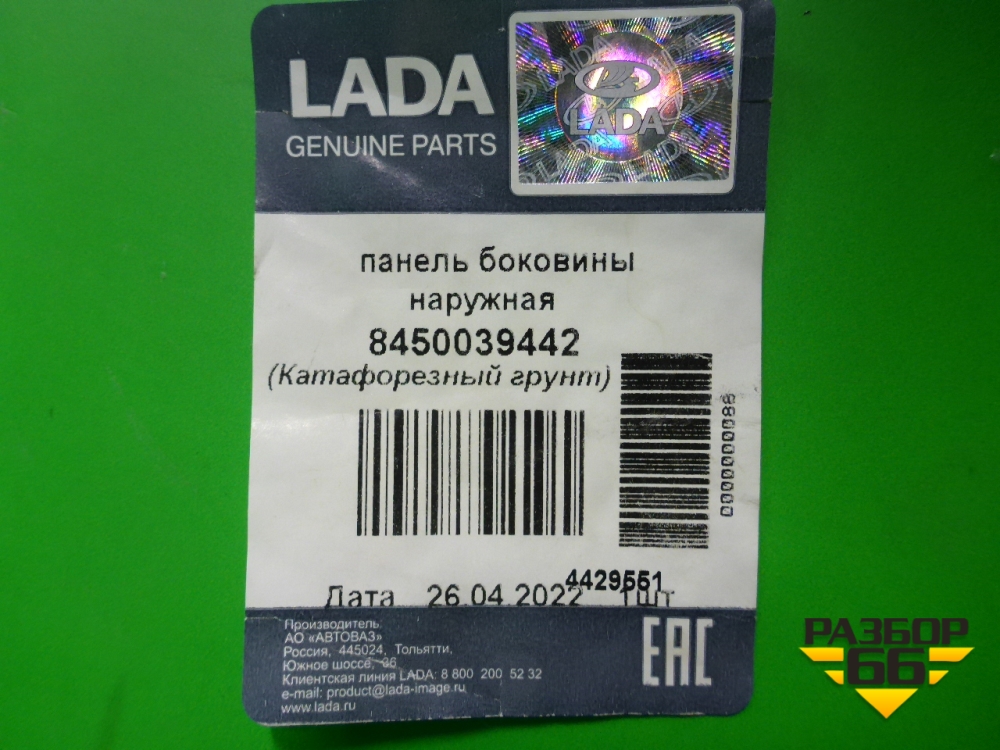 LADA
GENUINE PARTS
LADA
панель боковины
наружная
8450039442
(Катафорезный грунт)
0000000088
4429551
Дата 26.04.2022 1шт
Производитель:
АО «АВТОВАЗ»
Россия, 445024, Тольятти,
Южное шоссе, 36
Клиентская линия LADA: 8 800 200 52 32
e-mail: product@lada-image.ru
www.lada.ru
EAC
РАЗБОР
66